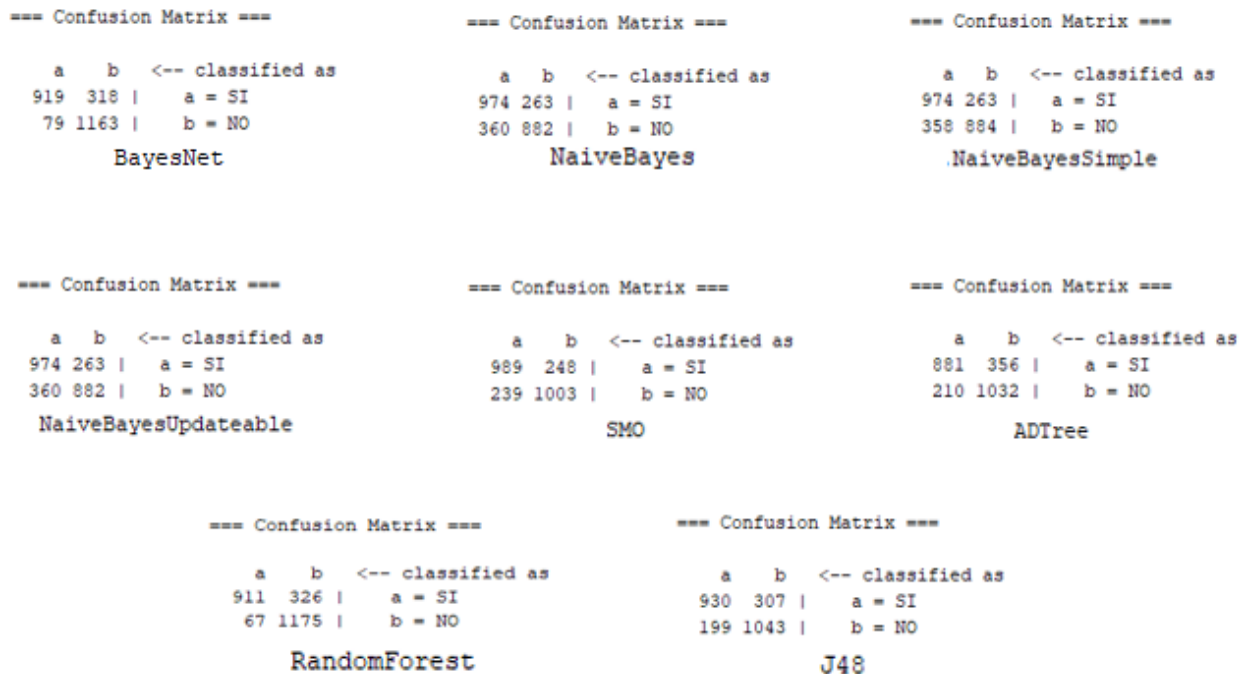 === Confusion Matrix ===
a b <-- classified as
919 318 | a = SI
79 1163 | b = NO
BayesNet
=== Confusion Matrix ===
a b <-- classified as
974 263 | a = SI
360 882 | b = NO
NaiveBayes
=== Confusion Matrix ===
a b <-- classified as
974 263 | a = SI
358 884 | b = NO
.NaiveBayesSimple
=== Confusion Matrix ===
a b <-- classified as
974 263 | a = SI
360 882 | b = NO
NaiveBayesUpdateable
=== Confusion Matrix ===
a b <-- classified as
989 248 | a = SI
239 1003 | b = NO
SMO
=== Confusion Matrix ===
a b <-- classified as
881 356 | a = SI
210 1032 | b = NO
ADTree
=== Confusion Matrix ===
a b <-- classified as
911 326 | a = SI
67 1175 | b = NO
RandomForest
=== Confusion Matrix ===
a b <-- classified as
930 307 | a = SI
199 1043 | b = NO
J48